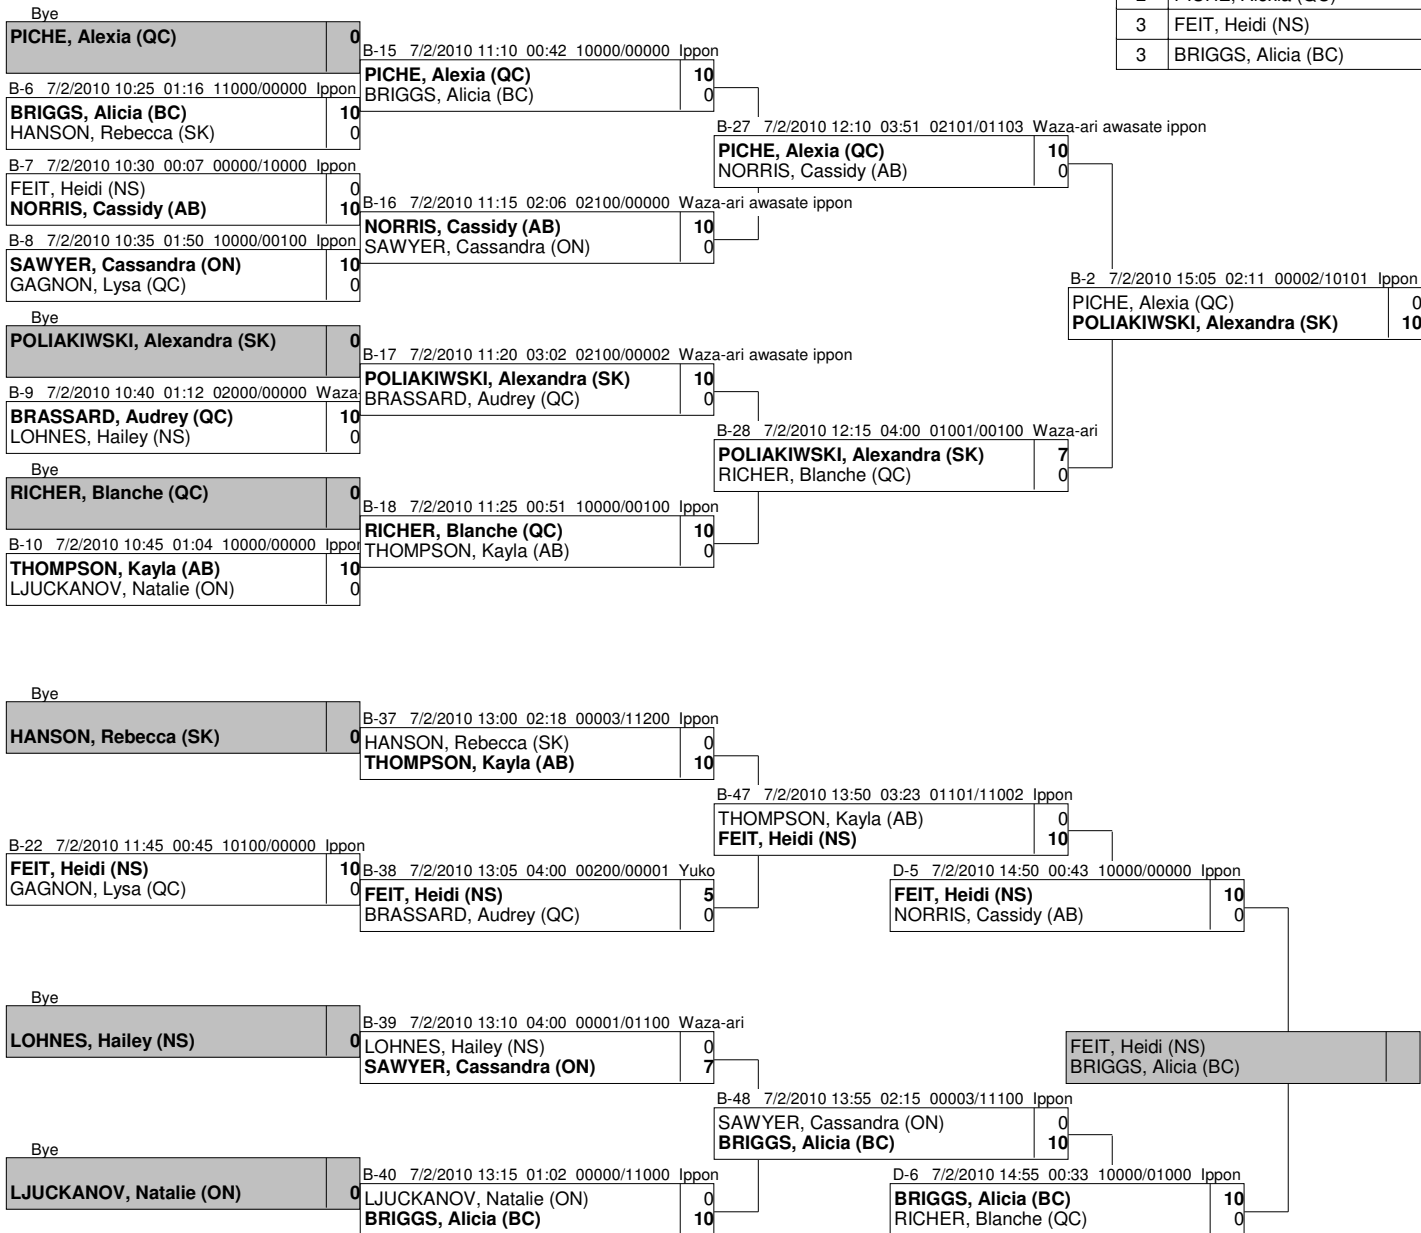 Bye
PICHE, Alexia (QC) 0
B-6 7/2/2010 10:25 01:16 11000/00000 Ippon
BRIGGS, Alicia (BC) 10
HANSON, Rebecca (SK) 0
B-7 7/2/2010 10:30 00:07 00000/10000 Ippon
FEIT, Heidi (NS) 0
NORRIS, Cassidy (AB) 10
B-8 7/2/2010 10:35 01:50 10000/00100 Ippon
SAWYER, Cassandra (ON) 10
GAGNON, Lysa (QC) 0
Bye
POLIAKIWSKI, Alexandra (SK) 0
B-9 7/2/2010 10:40 01:12 02000/00000 Waza-
BRASSARD, Audrey (QC) 10
LOHNES, Hailey (NS) 0
Bye
RICHER, Blanche (QC) 0
B-10 7/2/2010 10:45 01:04 10000/00000 Ippon
THOMPSON, Kayla (AB) 10
LJUCKANOV, Natalie (ON) 0
B-15 7/2/2010 11:10 00:42 10000/00000 Ippon
PICHE, Alexia (QC) 10
BRIGGS, Alicia (BC) 0
B-16 7/2/2010 11:15 02:06 02100/00000 Waza-ari awasate ippon
NORRIS, Cassidy (AB) 10
SAWYER, Cassandra (ON) 0
B-17 7/2/2010 11:20 03:02 02100/00002 Waza-ari awasate ippon
POLIAKIWSKI, Alexandra (SK) 10
BRASSARD, Audrey (QC) 0
B-18 7/2/2010 11:25 00:51 10000/00100 Ippon
RICHER, Blanche (QC) 10
THOMPSON, Kayla (AB) 0
B-27 7/2/2010 12:10 03:51 02101/01103 Waza-ari awasate ippon
PICHE, Alexia (QC) 10
NORRIS, Cassidy (AB) 0
B-28 7/2/2010 12:15 04:00 01001/00100 Waza-ari
POLIAKIWSKI, Alexandra (SK) 7
RICHER, Blanche (QC) 0
3 FEIT, Heidi (NS)
3 BRIGGS, Alicia (BC)
B-2 7/2/2010 15:05 02:11 00002/10101 Ippon
PICHE, Alexia (QC) 0
POLIAKIWSKI, Alexandra (SK) 10
Bye
HANSON, Rebecca (SK) 0
B-22 7/2/2010 11:45 00:45 10100/00000 Ippon
FEIT, Heidi (NS) 10
GAGNON, Lysa (QC) 0
Bye
LOHNES, Hailey (NS) 0
Bye
LJUCKANOV, Natalie (ON) 0
B-37 7/2/2010 13:00 02:18 00003/11200 Ippon
HANSON, Rebecca (SK) 0
THOMPSON, Kayla (AB) 10
B-38 7/2/2010 13:05 04:00 00200/00001 Yuko
FEIT, Heidi (NS) 5
BRASSARD, Audrey (QC) 0
B-39 7/2/2010 13:10 04:00 00001/01100 Waza-ari
LOHNES, Hailey (NS) 0
SAWYER, Cassandra (ON) 7
B-40 7/2/2010 13:15 01:02 00000/11000 Ippon
LJUCKANOV, Natalie (ON) 0
BRIGGS, Alicia (BC) 10
B-47 7/2/2010 13:50 03:23 01101/11002 Ippon
THOMPSON, Kayla (AB) 0
FEIT, Heidi (NS) 10
B-48 7/2/2010 13:55 02:15 00003/11100 Ippon
SAWYER, Cassandra (ON) 0
BRIGGS, Alicia (BC) 10
D-5 7/2/2010 14:50 00:43 10000/00000 Ippon
FEIT, Heidi (NS) 10
NORRIS, Cassidy (AB) 0
D-6 7/2/2010 14:55 00:33 10000/01000 Ippon
BRIGGS, Alicia (BC) 10
RICHER, Blanche (QC) 0
FEIT, Heidi (NS)
BRIGGS, Alicia (BC)